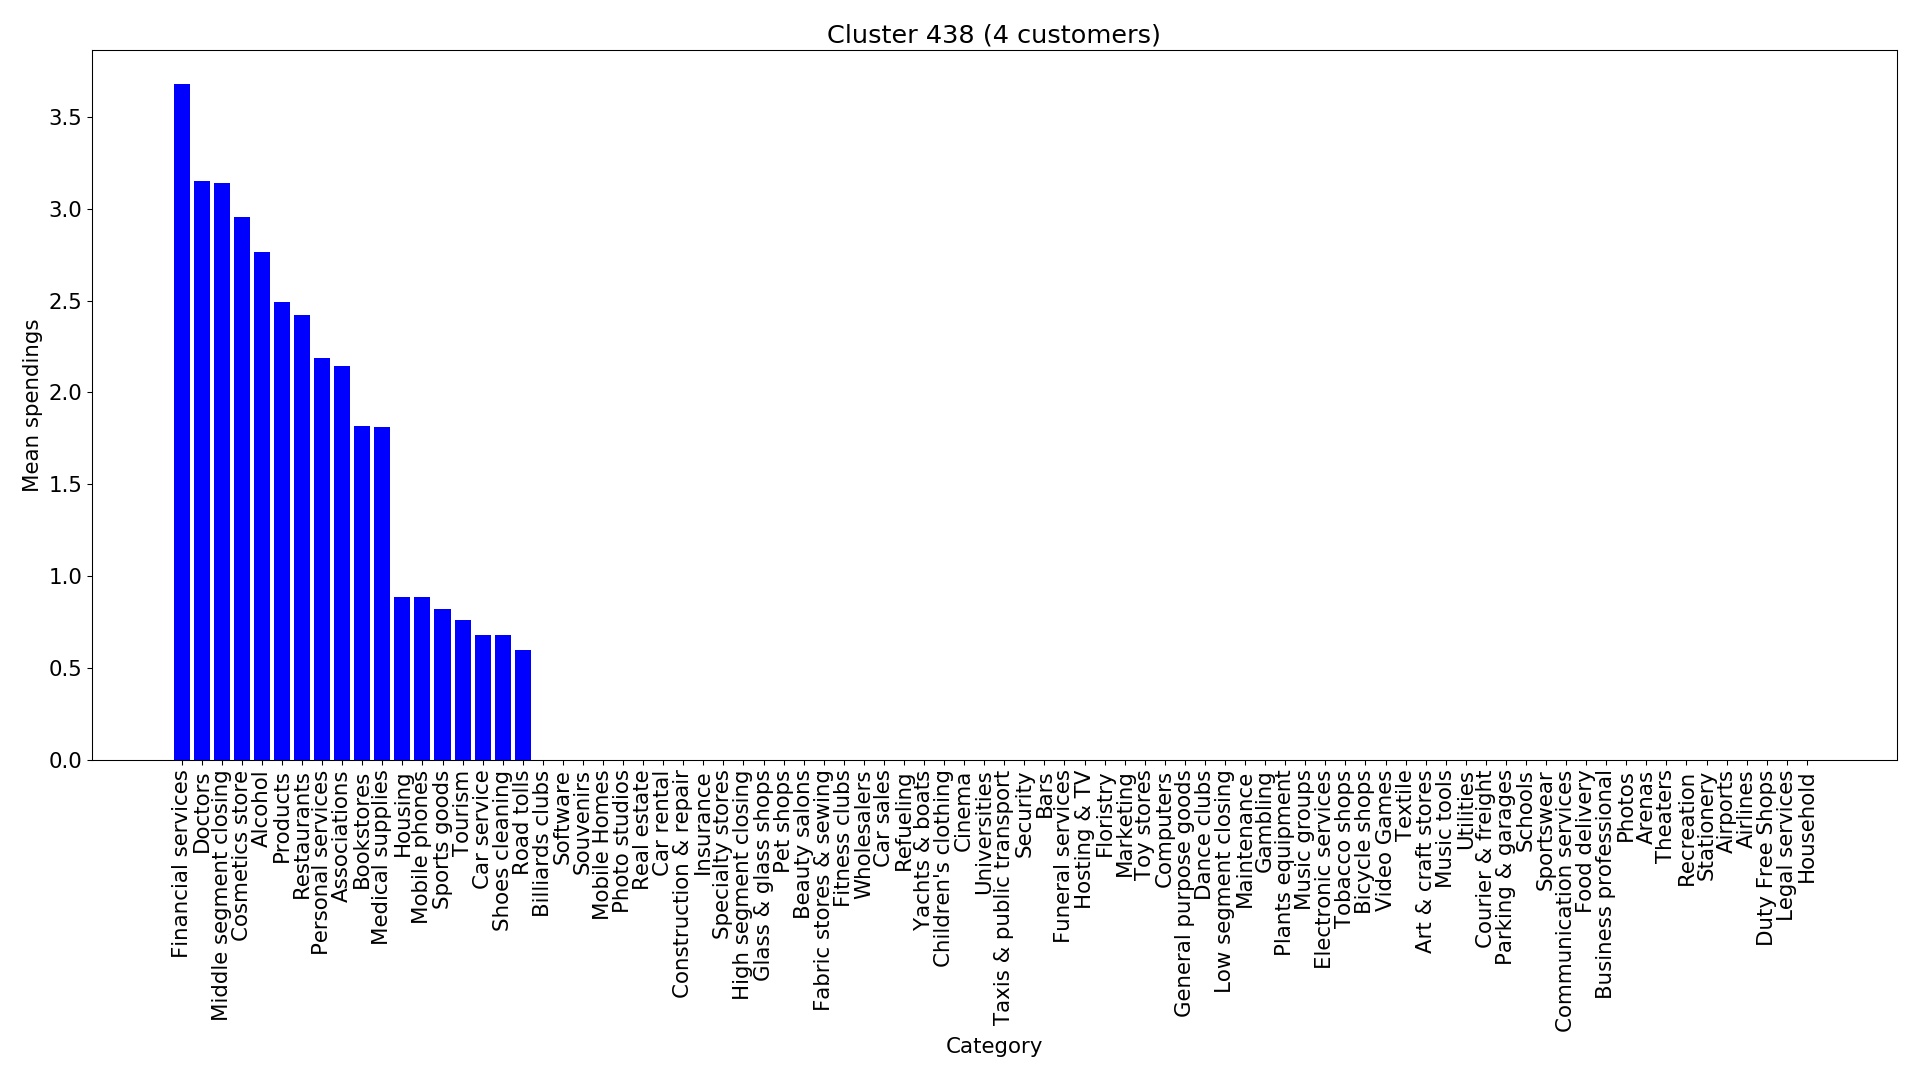 Cluster 438 (4 customers)
Mean spendings
3.5
3.0
2.5
2.0
1.5
1.0
0.5
0.0
Financial services
Doctors
Middle segment closing
Cosmetics store
Alcohol
Products
Restaurants
Personal services
Associations
Bookstores
Medical supplies
Housing
Mobile phones
Sports goods
Tourism
Car service
Shoes cleaning
Road tolls
Billiards clubs
Software
Souvenirs
Mobile Homes
Photo studios
Real estate
Car rental
Construction & repair
Insurance
Specialty stores
High segment closing
Glass & glass shops
Pet shops
Beauty salons
Fabric stores & sewing
Fitness clubs
Wholesalers
Car sales
Refueling
Yachts & boats
Children's clothing
Cinema
Universities
Taxis & public transport
Security
Bars
Funeral services
Hosting & TV
Floristry
Marketing
Toy stores
Computers
General purpose goods
Dance clubs
Low segment closing
Maintenance
Gambling
Plants equipment
Music groups
Electronic services
Tobacco shops
Bicycle shops
Video Games
Textile
Art & craft stores
Music tools
Utilities
Courier & freight
Parking & garages
Schools
Sportswear
Communication services
Food delivery
Business professional
Photos
Arenas
Theaters
Recreation
Stationery
Airports
Airlines
Duty Free Shops
Legal services
Household
Category